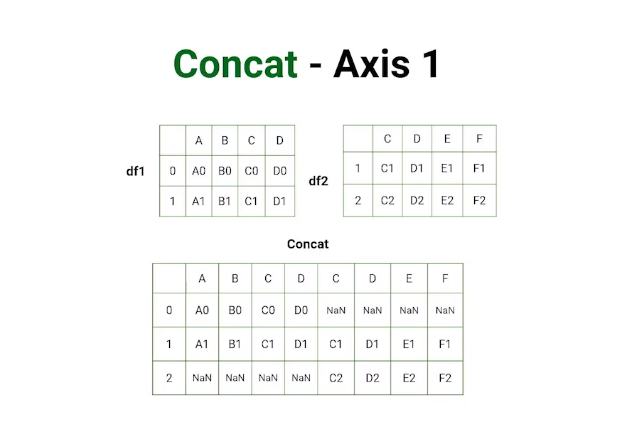 Concat - Axis 1
df1
A B C D
0 A0 B0 C0 D0
1 A1 B1 C1 D1
df2
C D E F
1 C1 D1 E1 F1
2 C2 D2 E2 F2
Concat
A B C D C D E F
0 A0 B0 C0 D0 NaN NaN NaN NaN
1 A1 B1 C1 D1 C1 D1 E1 F1
2 NaN NaN NaN NaN C2 D2 E2 F2